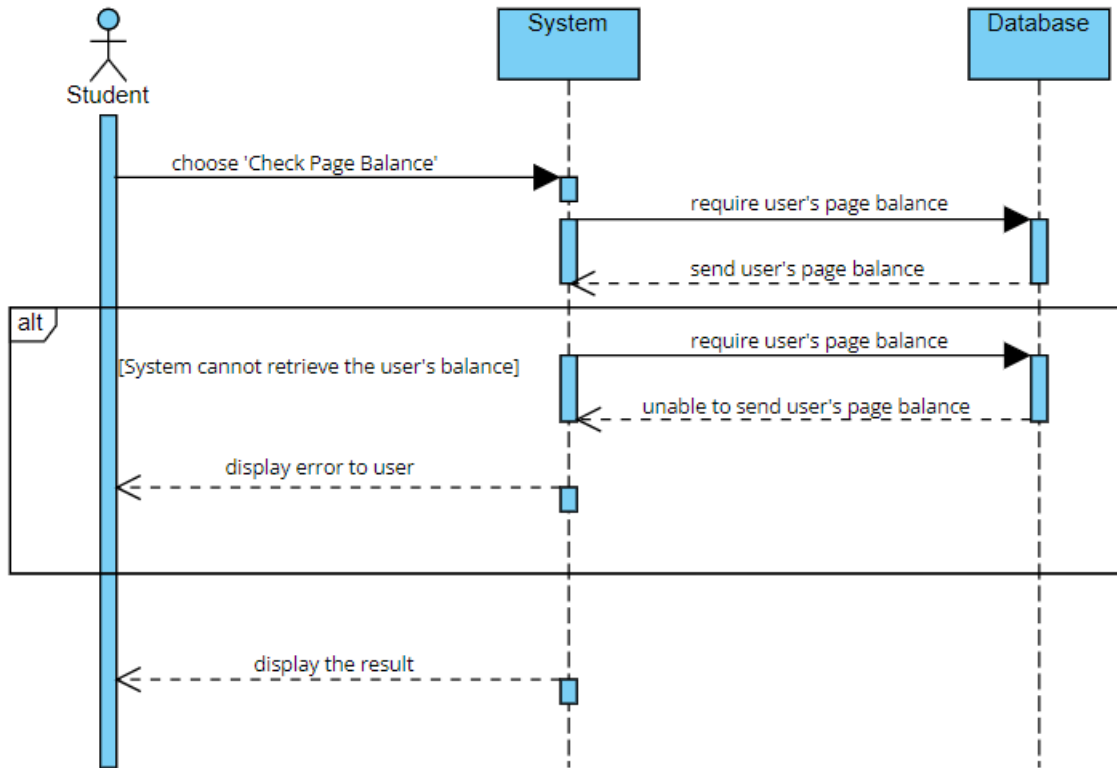 System
Database
Student
choose 'Check Page Balance'
require user's page balance
send user's page balance
alt
require user's page balance
[System cannot retrieve the user's balance]
unable to send user's page balance
display error to user
display the result